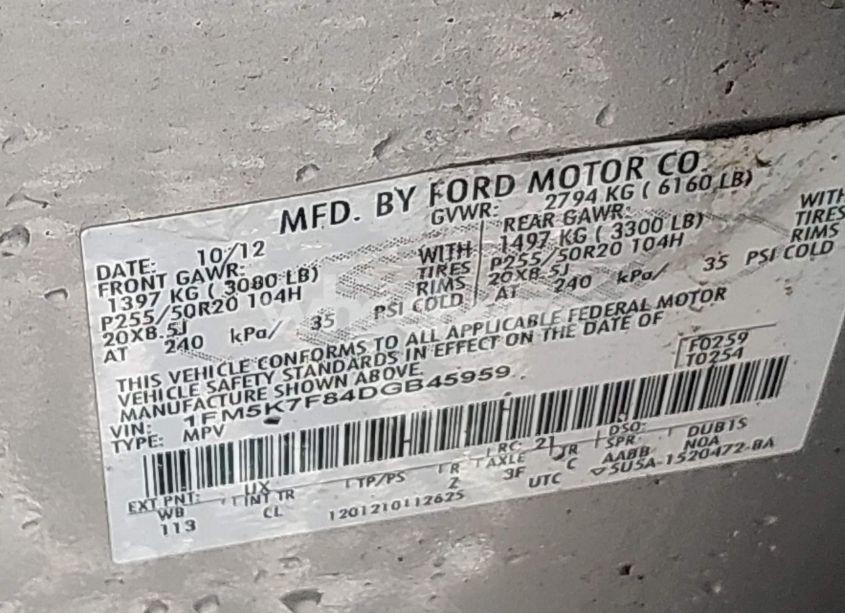 MFD. BY FORD MOTOR CO.
DATE: 10/12
GVWR: 2794 KG ( 6160 LB)
FRONT GAWR:
1397 KG ( 3080 LB)
P255/50R20 104H
20X8.5J
AT 240 kPa/ 35 PSI COLD
WITH
TIRES
RIMS
REAR GAWR:
1497 KG ( 3300 LB)
P255/50R20 104H
20X8.5J
AT 240 kPa/ 35 PSI COLD
WITH
TIRES
RIMS
THIS VEHICLE CONFORMS TO ALL APPLICABLE FEDERAL MOTOR
VEHICLE SAFETY STANDARDS IN EFFECT ON THE DATE OF
MANUFACTURE SHOWN ABOVE.
F0259
T0254
VIN: 1FM5K7F84DGB45959
TYPE: MPV
EXT PNT: UX RC: 21 DSO: DUB1S
WB INT TR TP/PS R AXLE JR SPR NOA
113 CL Z 3F C AABB
1201210112625 UTC 5U5A-1520472-BA